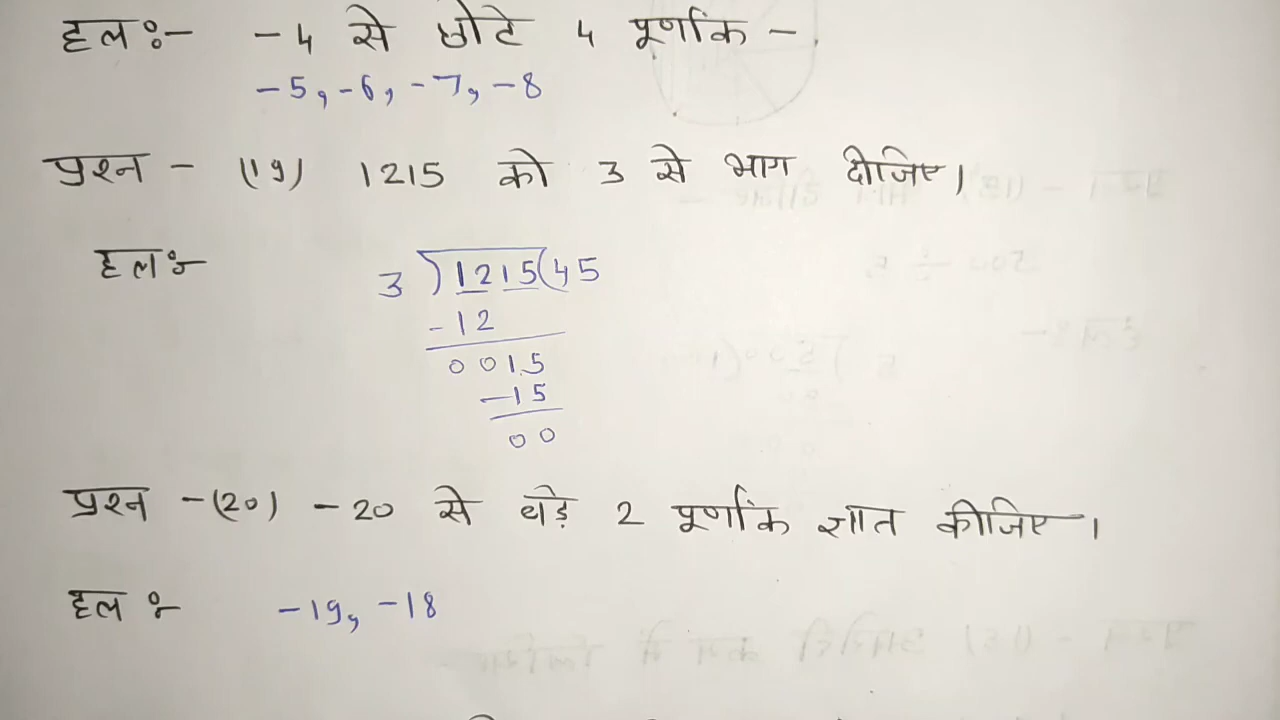 हल ः- -4 से छोटे 4 पूर्णांक -
-5, -6, -7, -8
प्रश्न - (19) 1215 को 3 से भाग दीजिए।
हल ः-
3 ) 1215 ( 45
-12
0015
-15
00
प्रश्न -(20) -20 से बड़े 2 पूर्णांक ज्ञात कीजिए।
हल ः- -19, -18